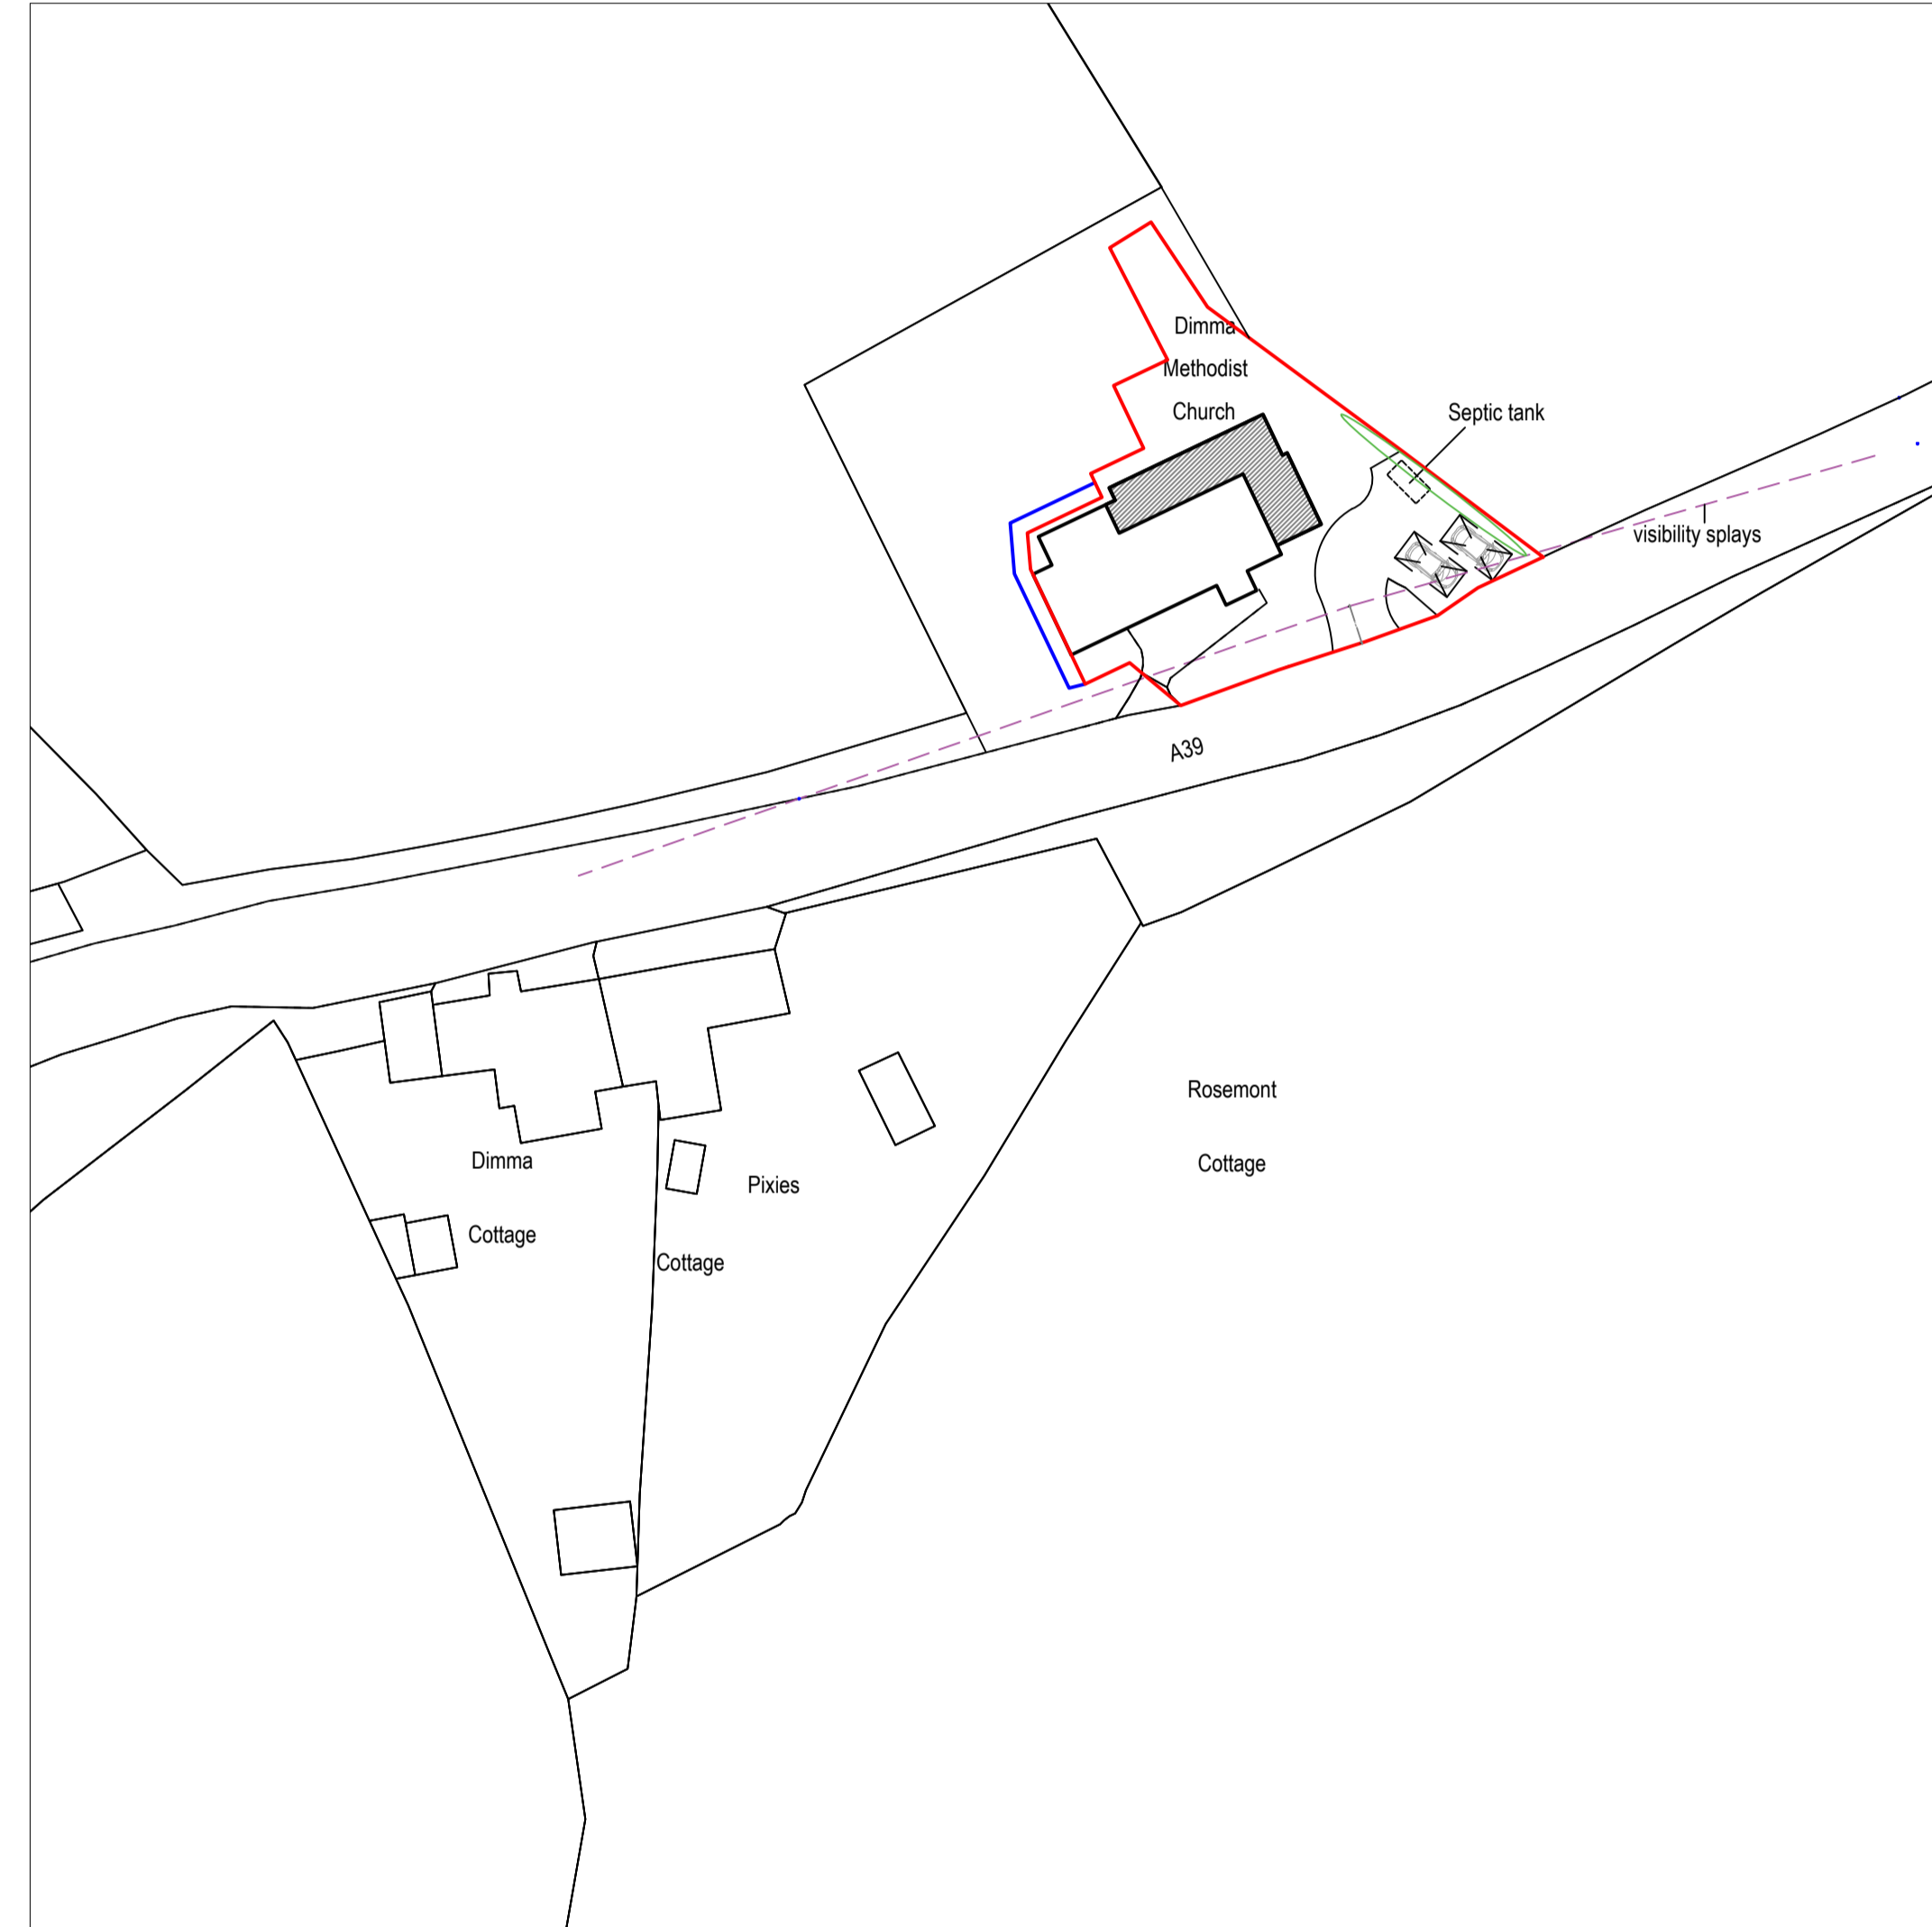 Dimma
Methodist
Church
Septic tank
visibility splays
A39
Rosemont
Cottage
Dimma
Cottage
Pixies
Cottage